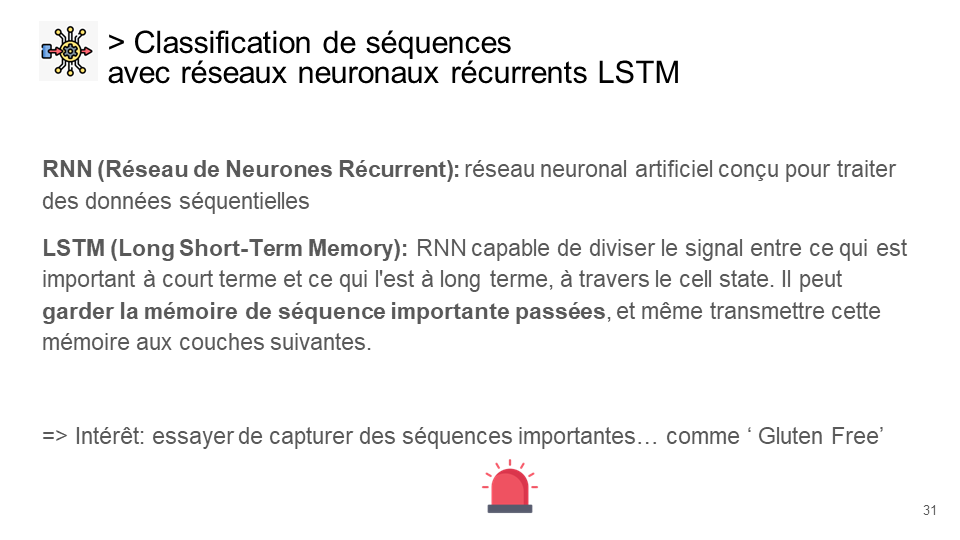 > Classification de séquences
avec réseaux neuronaux récurrents LSTM
RNN (Réseau de Neurones Récurrent): réseau neuronal artificiel conçu pour traiter
des données séquentielles
LSTM (Long Short-Term Memory): RNN capable de diviser le signal entre ce qui est
important à court terme et ce qui l'est à long terme, à travers le cell state. Il peut
garder la mémoire de séquence importante passées, et même transmettre cette
mémoire aux couches suivantes.
=> Intérêt: essayer de capturer des séquences importantes… comme ‘ Gluten Free’
31